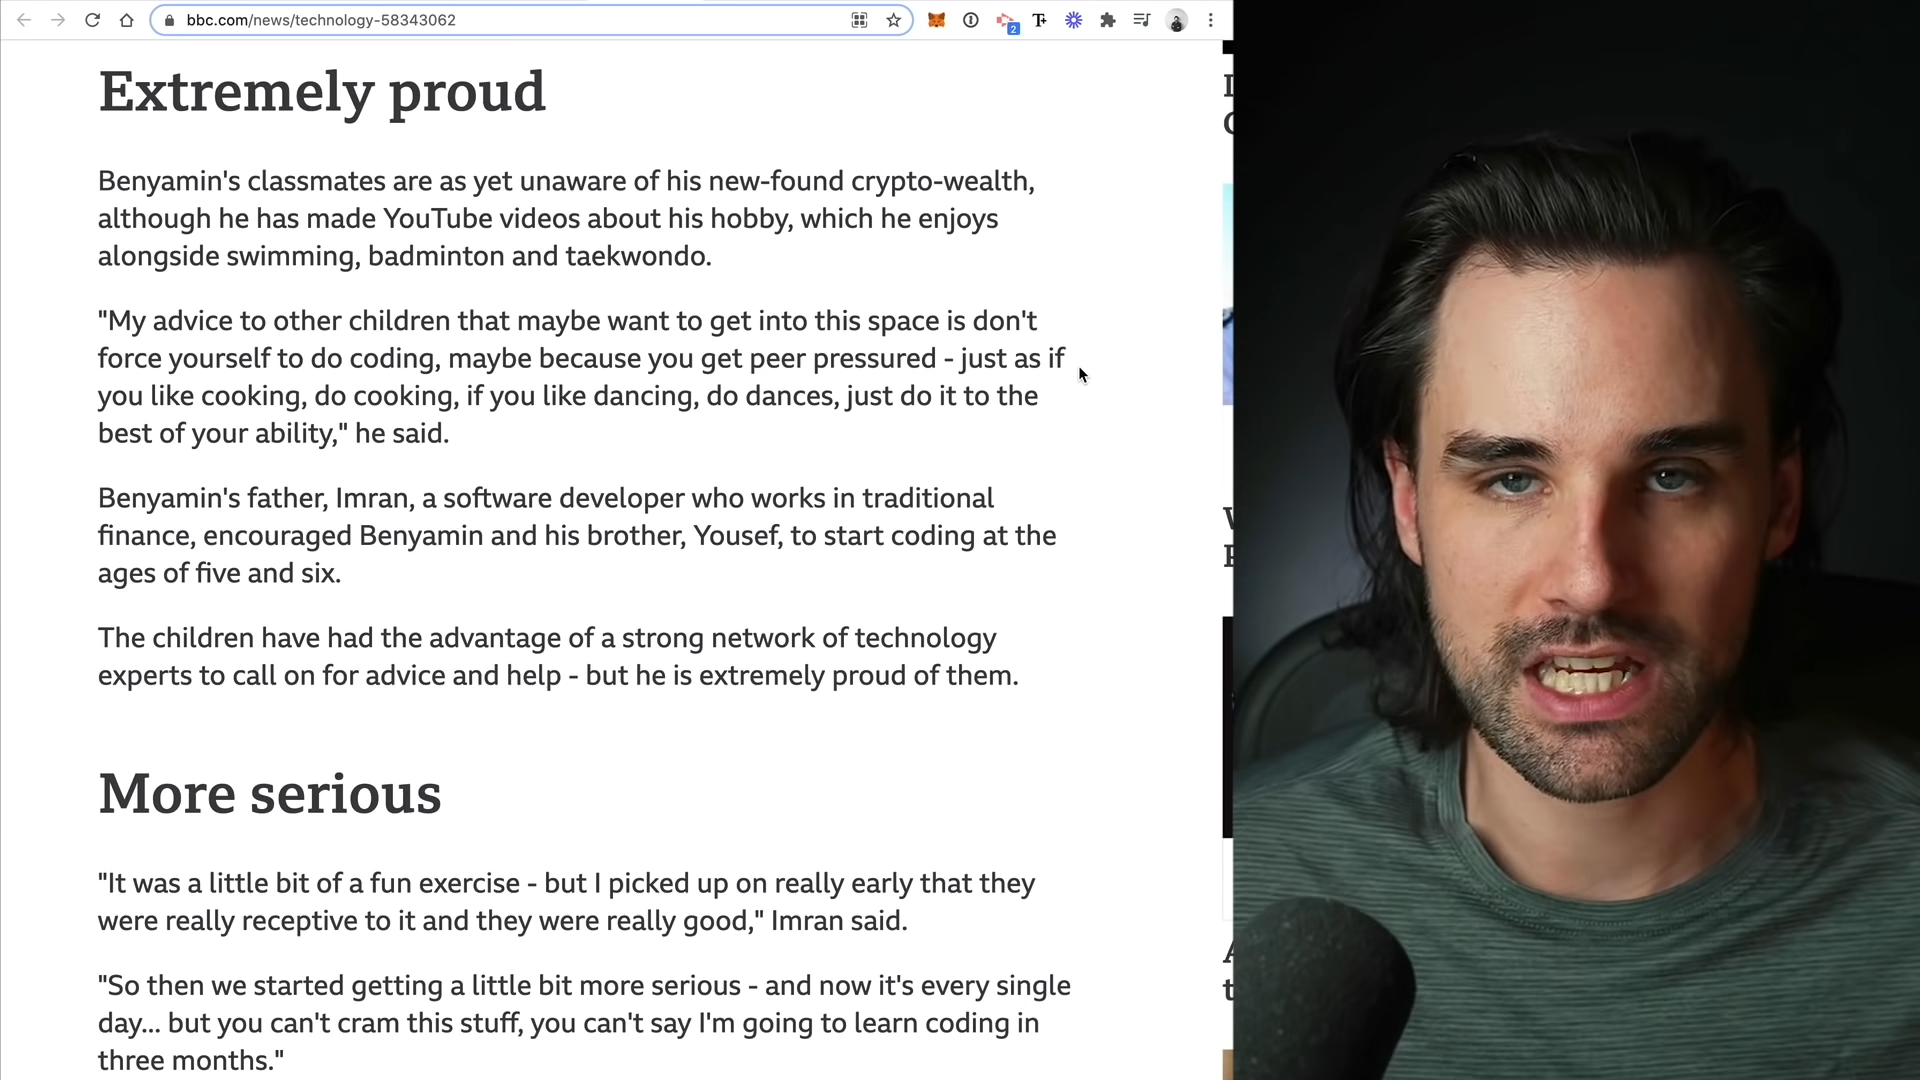 bbc.com/news/technology-58343062
2
Extremely proud
Benyamin's classmates are as yet unaware of his new-found crypto-wealth,
although he has made YouTube videos about his hobby, which he enjoys
alongside swimming, badminton and taekwondo.
"My advice to other children that maybe want to get into this space is don't
force yourself to do coding, maybe because you get peer pressured - just as if
you like cooking, do cooking, if you like dancing, do dances, just do it to the
best of your ability," he said.
Benyamin's father, Imran, a software developer who works in traditional
finance, encouraged Benyamin and his brother, Yousef, to start coding at the
ages of five and six.
The children have had the advantage of a strong network of technology
experts to call on for advice and help - but he is extremely proud of them.
More serious
"It was a little bit of a fun exercise - but I picked up on really early that they
were really receptive to it and they were really good," Imran said.
"So then we started getting a little bit more serious - and now it's every single
day... but you can't cram this stuff, you can't say I'm going to learn coding in
three months."